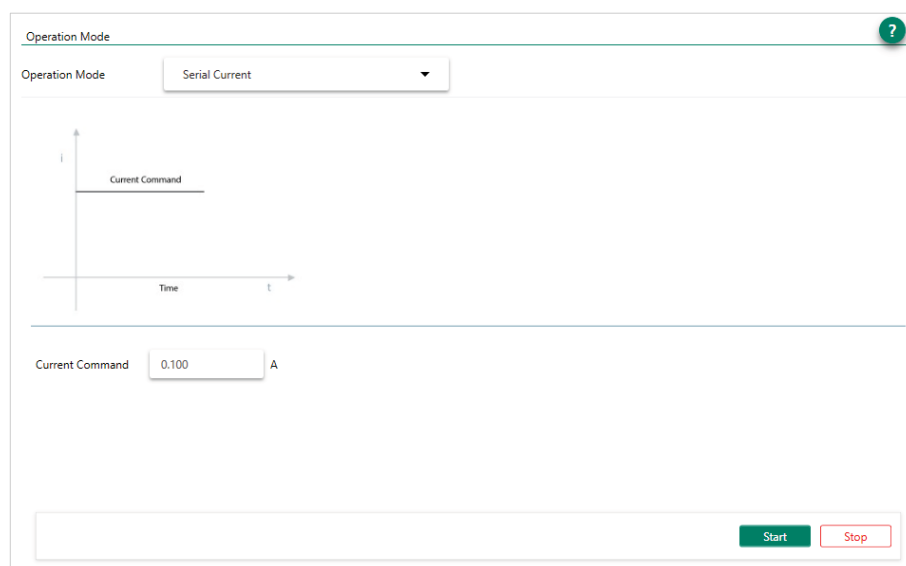 Operation Mode
?
Operation Mode Serial Current
i
Current Command
Time t
Current Command 0.100 A
Start Stop